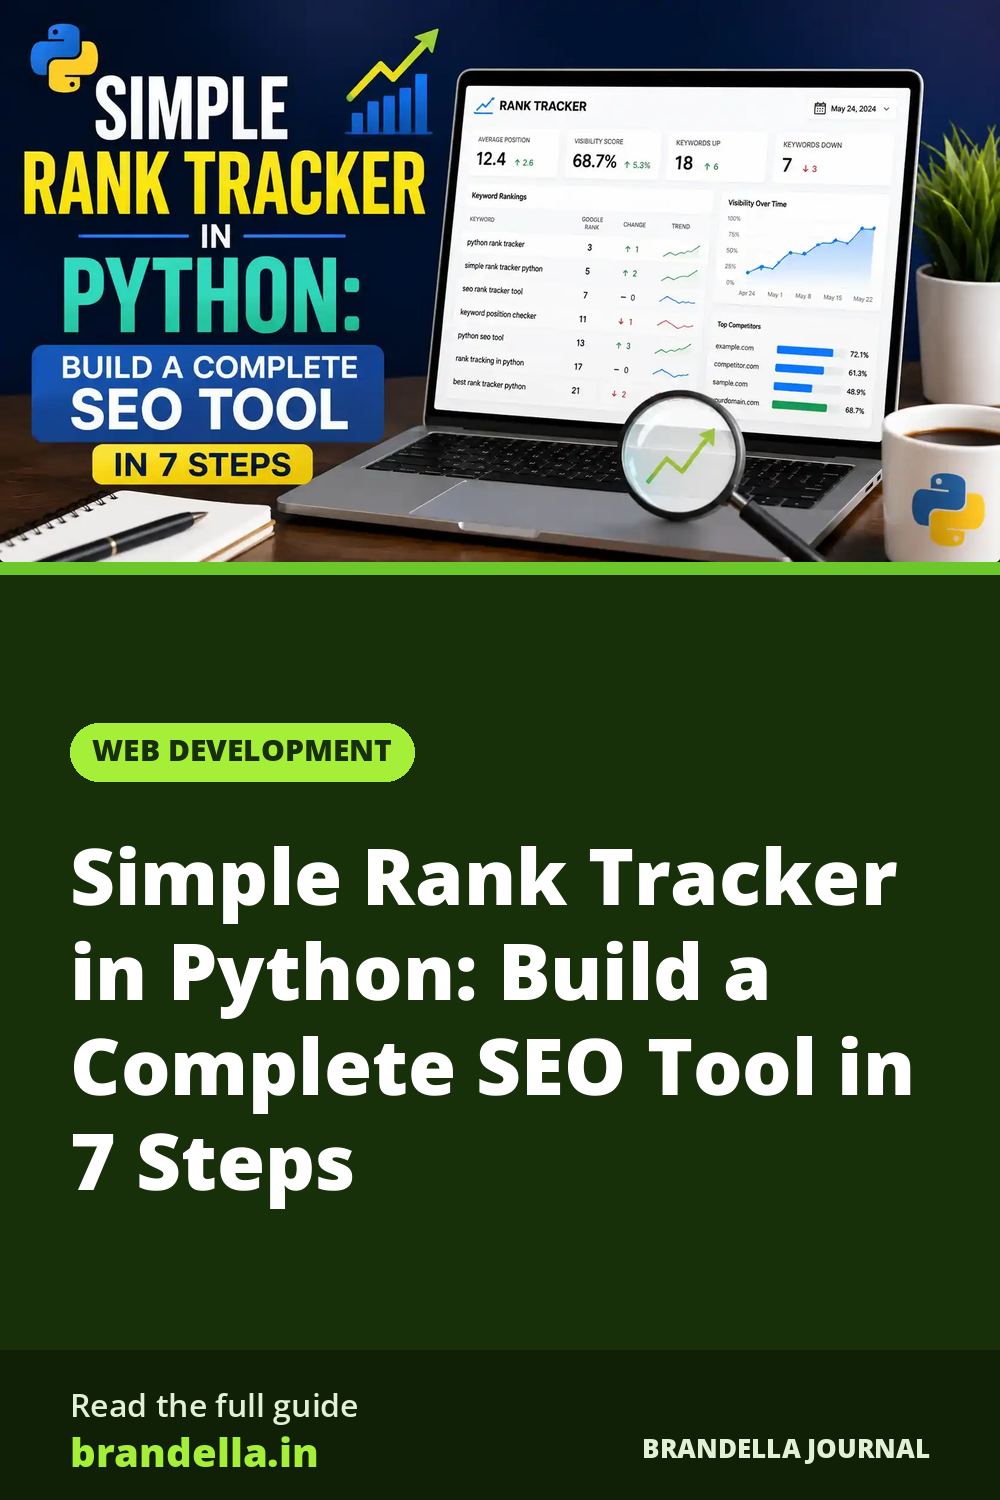 SIMPLE
RANK TRACKER
IN
PYTHON:
BUILD A COMPLETE
SEO TOOL
IN 7 STEPS
RANK TRACKER
May 24, 2024
AVERAGE POSITION
12.4 ↑ 2.6
VISIBILITY SCORE
68.7% ↑ 5.3%
KEYWORDS UP
18 ↑ 6
KEYWORDS DOWN
7 ↓ 3
Keyword Rankings
KEYWORD GOOGLE RANK CHANGE TREND
python rank tracker 3 ↑ 1
simple rank tracker python 5 ↑ 2
seo rank tracker tool 7 – 0
keyword position checker 11 ↓ 1
python seo tool 13 ↑ 3
rank tracking in python 17 – 0
best rank tracker python 21 ↓ 2
Visibility Over Time
100%
75%
50%
25%
0%
Apr 24 May 1 May 8 May 15 May 22
Top Competitors
example.com 72.1%
competitor.com 61.3%
sample.com 48.9%
ourdomain.com 68.7%
WEB DEVELOPMENT
Simple Rank Tracker
in Python: Build a
Complete SEO Tool in
7 Steps
Read the full guide
brandella.in
BRANDELLA JOURNAL